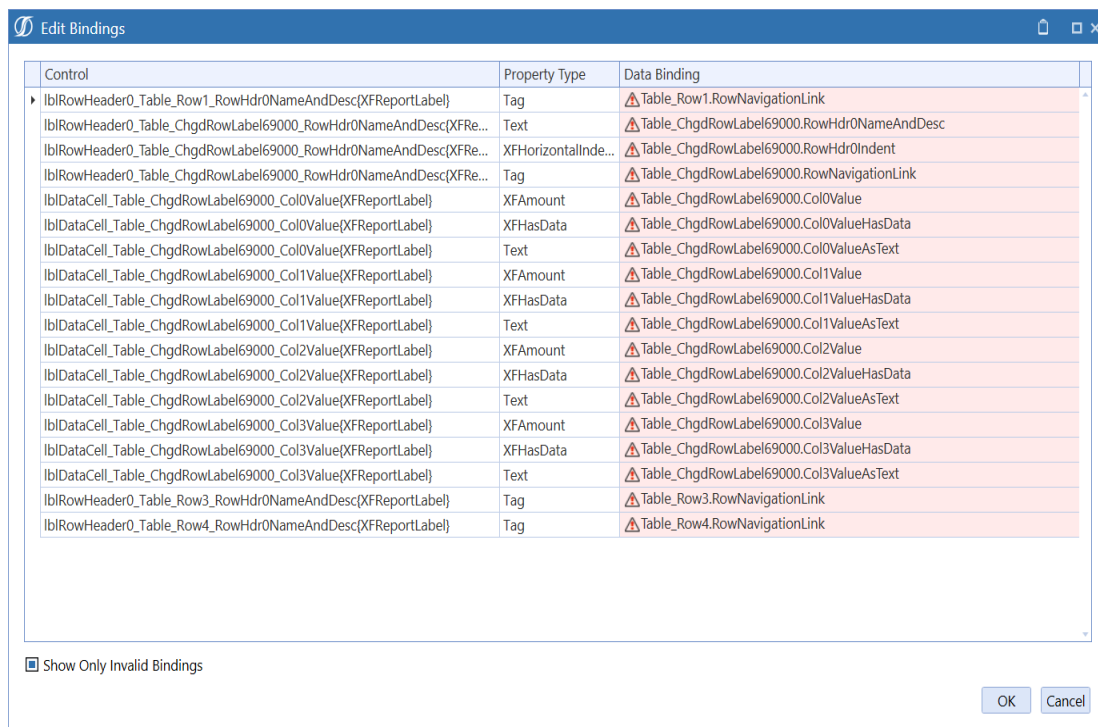 Edit Bindings
Control Property Type Data Binding
lblRowHeader0_Table_Row1_RowHdr0NameAndDesc{XFReportLabel} Tag Table_Row1.RowNavigationLink
lblRowHeader0_Table_ChgdRowLabel69000_RowHdr0NameAndDesc{XFRe... Text Table_ChgdRowLabel69000.RowHdr0NameAndDesc
lblRowHeader0_Table_ChgdRowLabel69000_RowHdr0NameAndDesc{XFRe... XFHorizontalInde... Table_ChgdRowLabel69000.RowHdr0Indent
lblRowHeader0_Table_ChgdRowLabel69000_RowHdr0NameAndDesc{XFRe... Tag Table_ChgdRowLabel69000.RowNavigationLink
lblDataCell_Table_ChgdRowLabel69000_Col0Value{XFReportLabel} XFAmount Table_ChgdRowLabel69000.Col0Value
lblDataCell_Table_ChgdRowLabel69000_Col0Value{XFReportLabel} XFHasData Table_ChgdRowLabel69000.Col0ValueHasData
lblDataCell_Table_ChgdRowLabel69000_Col0Value{XFReportLabel} Text Table_ChgdRowLabel69000.Col0ValueAsText
lblDataCell_Table_ChgdRowLabel69000_Col1Value{XFReportLabel} XFAmount Table_ChgdRowLabel69000.Col1Value
lblDataCell_Table_ChgdRowLabel69000_Col1Value{XFReportLabel} XFHasData Table_ChgdRowLabel69000.Col1ValueHasData
lblDataCell_Table_ChgdRowLabel69000_Col1Value{XFReportLabel} Text Table_ChgdRowLabel69000.Col1ValueAsText
lblDataCell_Table_ChgdRowLabel69000_Col2Value{XFReportLabel} XFAmount Table_ChgdRowLabel69000.Col2Value
lblDataCell_Table_ChgdRowLabel69000_Col2Value{XFReportLabel} XFHasData Table_ChgdRowLabel69000.Col2ValueHasData
lblDataCell_Table_ChgdRowLabel69000_Col2Value{XFReportLabel} Text Table_ChgdRowLabel69000.Col2ValueAsText
lblDataCell_Table_ChgdRowLabel69000_Col3Value{XFReportLabel} XFAmount Table_ChgdRowLabel69000.Col3Value
lblDataCell_Table_ChgdRowLabel69000_Col3Value{XFReportLabel} XFHasData Table_ChgdRowLabel69000.Col3ValueHasData
lblDataCell_Table_ChgdRowLabel69000_Col3Value{XFReportLabel} Text Table_ChgdRowLabel69000.Col3ValueAsText
lblRowHeader0_Table_Row3_RowHdr0NameAndDesc{XFReportLabel} Tag Table_Row3.RowNavigationLink
lblRowHeader0_Table_Row4_RowHdr0NameAndDesc{XFReportLabel} Tag Table_Row4.RowNavigationLink
Show Only Invalid Bindings
OK Cancel